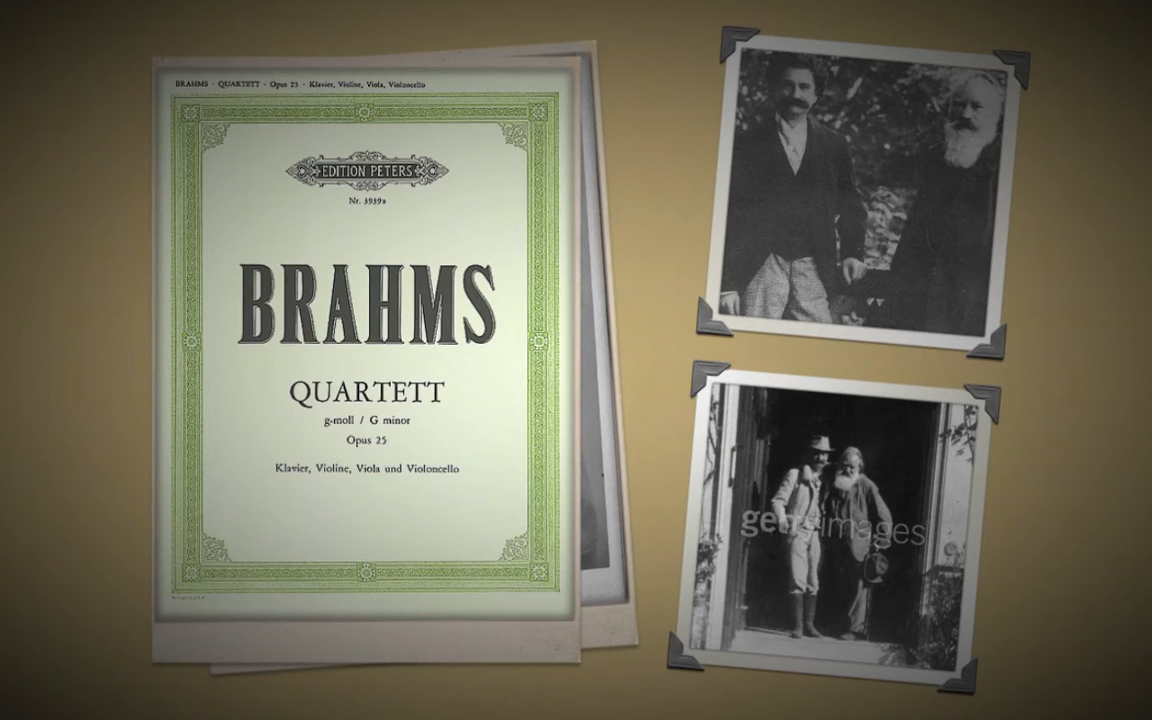 BRAHMS · QUARTETT · Opus 25 · Klavier, Violine, Viola, Violoncello
EDITION PETERS
Nr. 3939a
BRAHMS
QUARTETT
g-moll / G minor
Opus 25
Klavier, Violine, Viola und Violoncello
gettyimages